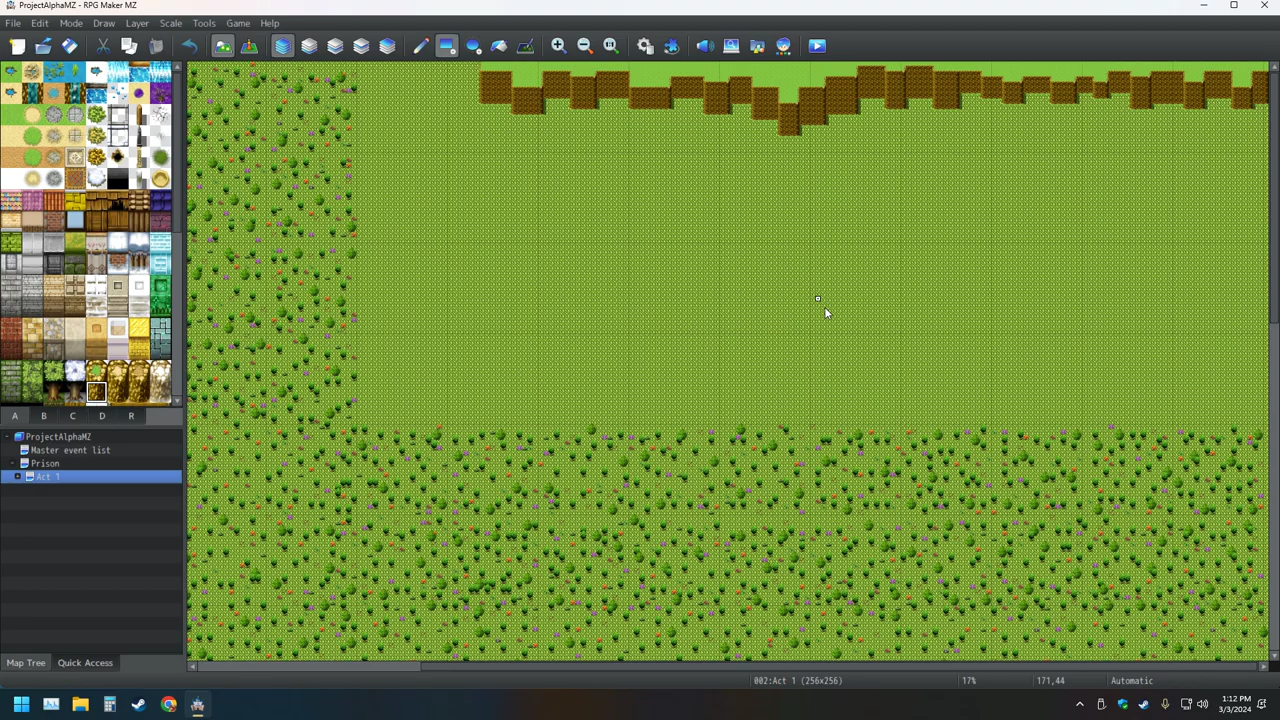 ProjectAlphaMZ - RPG Maker MZ
File Edit Mode Draw Layer Scale Tools Game Help
A B C D R
ProjectAlphaMZ
Master event list
Prison
Act 1
Map Tree Quick Access
002:Act 1 (256x256) 17% 171,44 Automatic
1:12 PM
3/3/2024